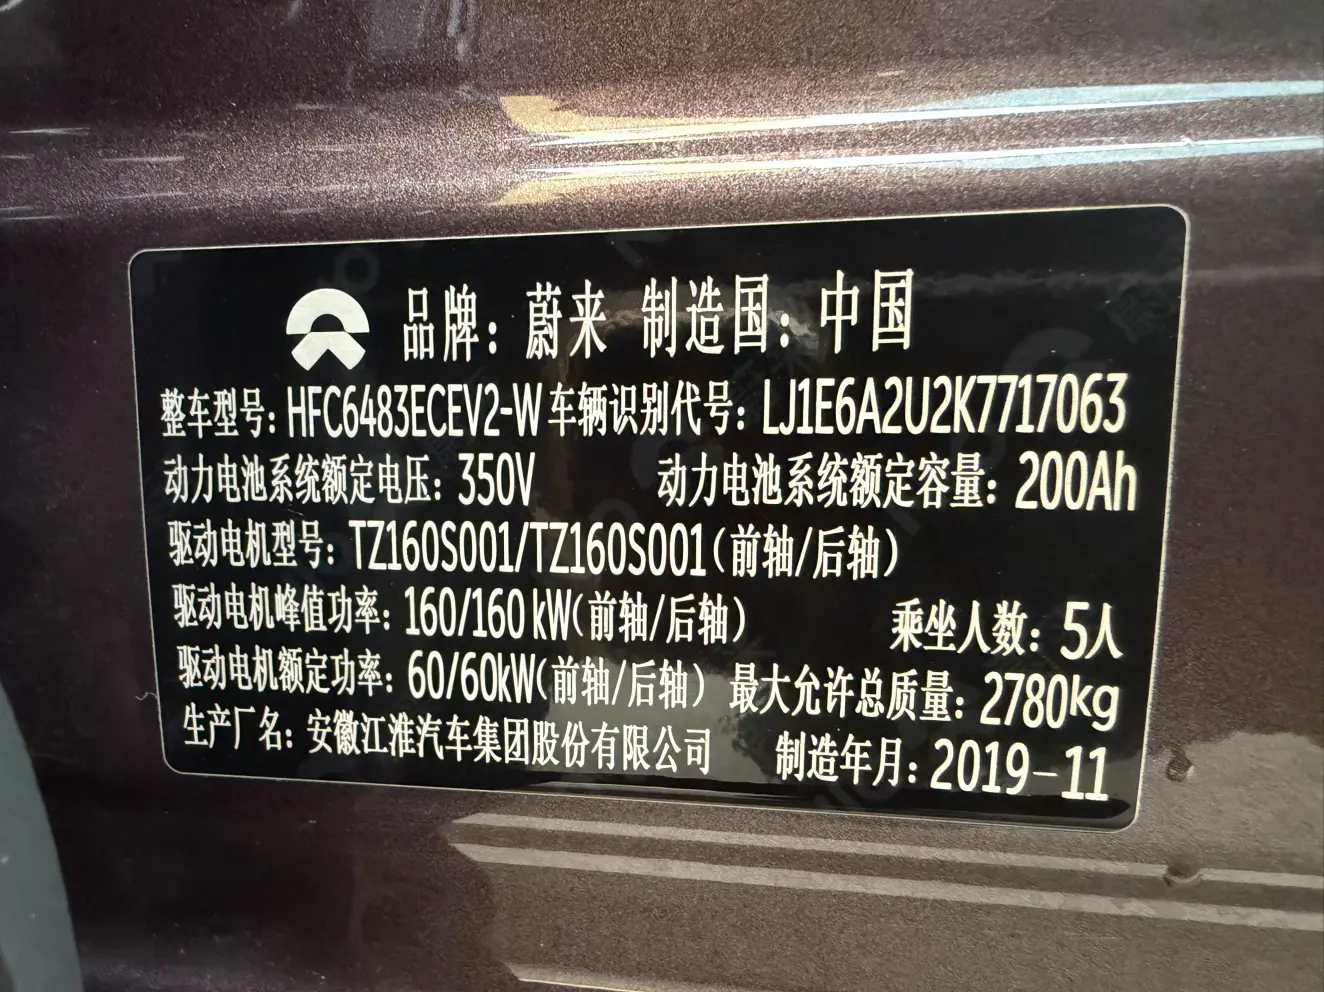 品牌：蔚来 制造国：中国
整车型号：HFC6483ECEV2-W 车辆识别代号：LJ1E6A2U2K7717063
动力电池系统额定电压：350V 动力电池系统额定容量：200Ah
驱动电机型号：TZ160S001/TZ160S001（前轴/后轴）
驱动电机峰值功率：160/160 kW（前轴/后轴） 乘坐人数：5人
驱动电机额定功率：60/60kW（前轴/后轴） 最大允许总质量：2780kg
生产厂名：安徽江淮汽车集团股份有限公司 制造年月：2019-11